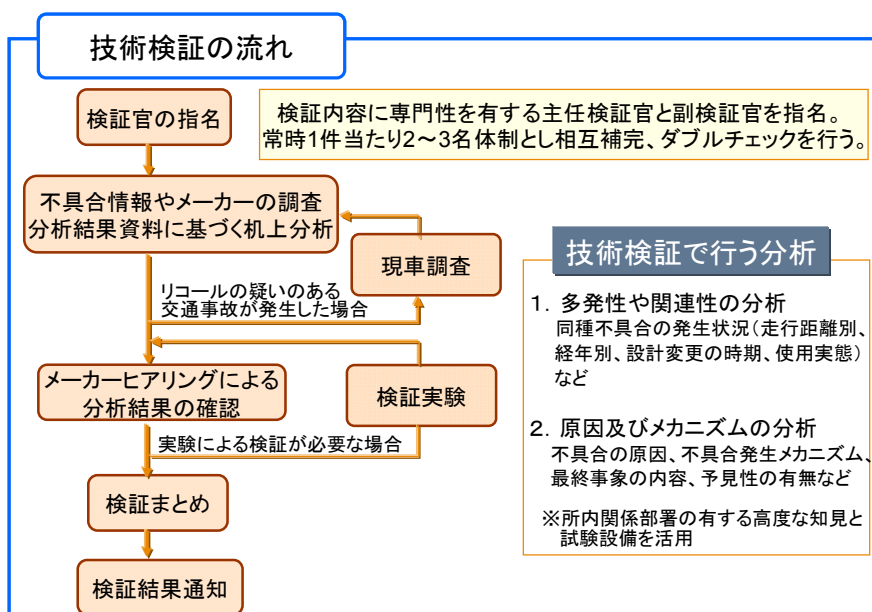 技術検証の流れ
検証官の指名
検証内容に専門性を有する主任検証官と副検証官を指名。
常時1件当たり2～3名体制とし相互補完、ダブルチェックを行う。
不具合情報やメーカーの調査
分析結果資料に基づく机上分析
現車調査
リコールの疑いのある
交通事故が発生した場合
メーカーヒアリングによる
分析結果の確認
検証実験
実験による検証が必要な場合
検証まとめ
検証結果通知
技術検証で行う分析
１．多発性や関連性の分析
同種不具合の発生状況（走行距離別、
経年別、設計変更の時期、使用実態）
など
２．原因及びメカニズムの分析
不具合の原因、不具合発生メカニズム、
最終事象の内容、予見性の有無など
※所内関係部署の有する高度な知見と
試験設備を活用